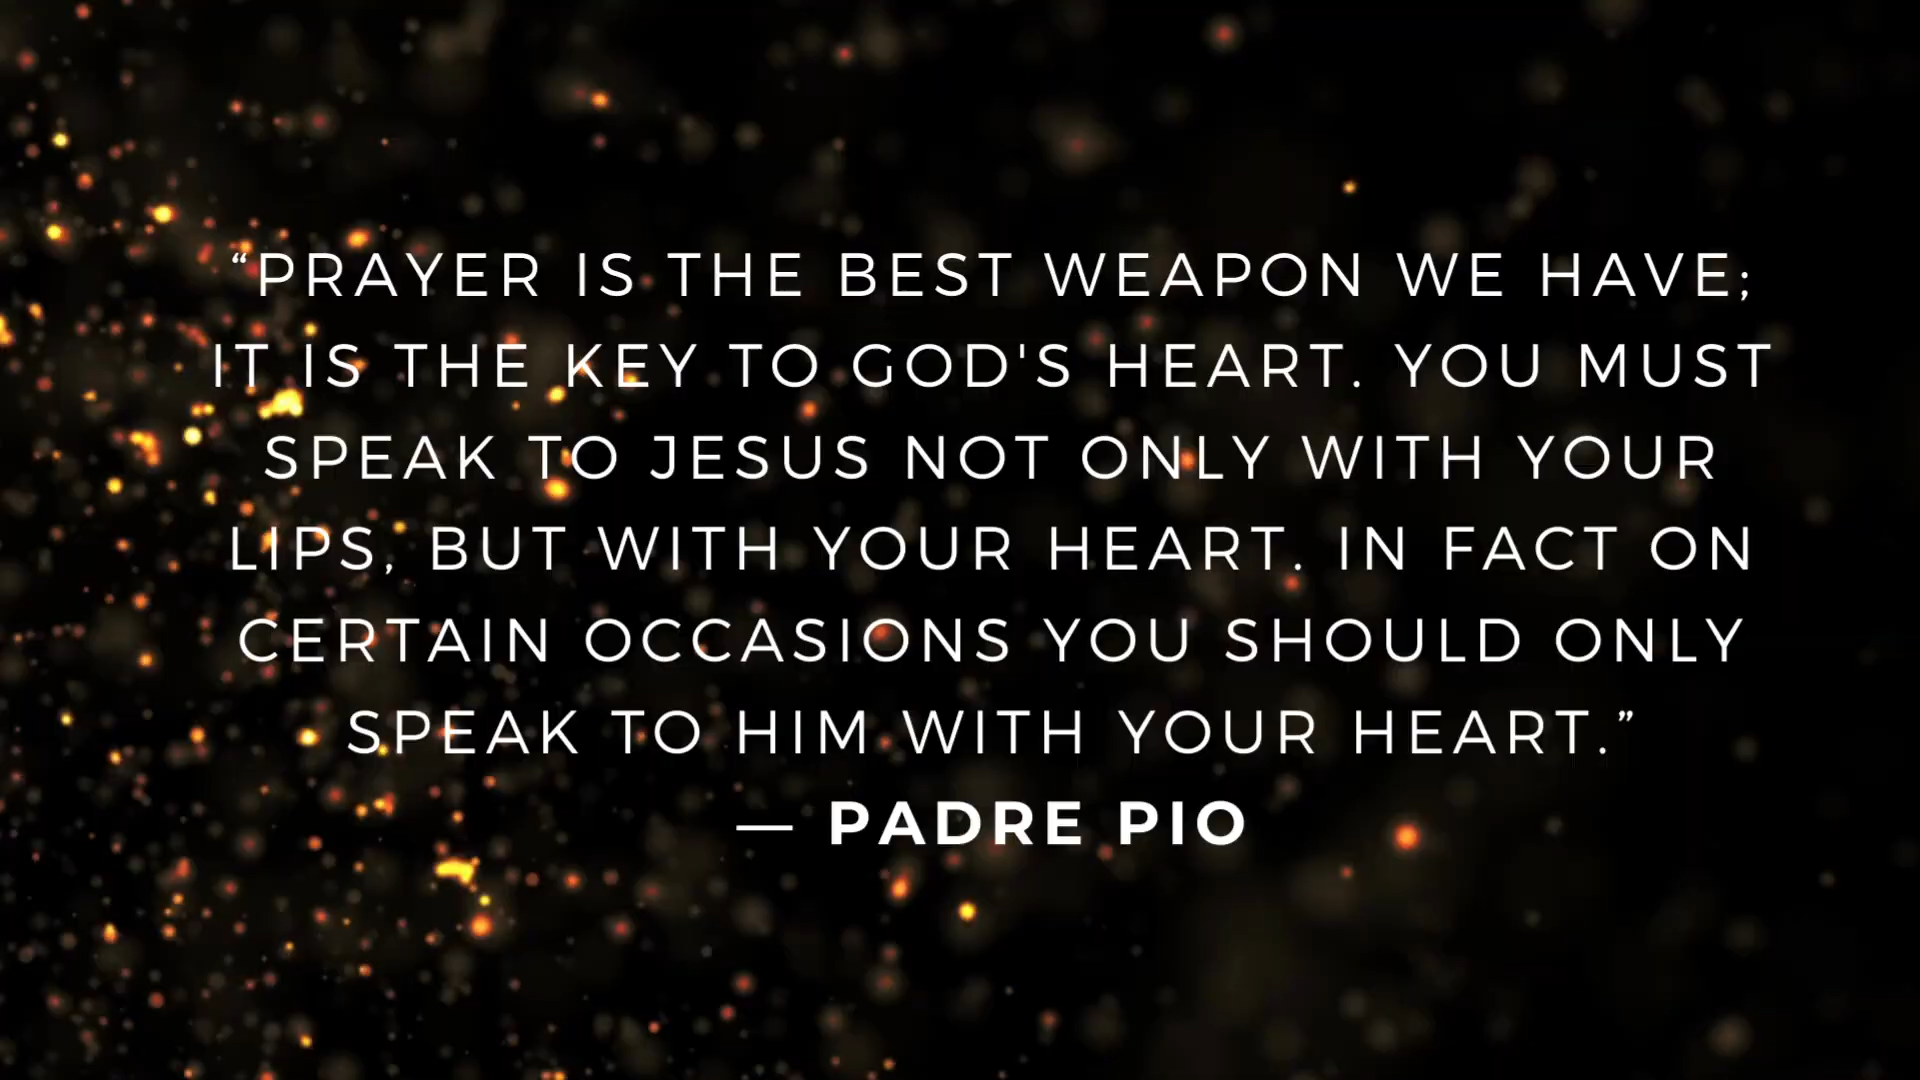 “PRAYER IS THE BEST WEAPON WE HAVE;
IT IS THE KEY TO GOD'S HEART. YOU MUST
SPEAK TO JESUS NOT ONLY WITH YOUR
LIPS, BUT WITH YOUR HEART. IN FACT ON
CERTAIN OCCASIONS YOU SHOULD ONLY
SPEAK TO HIM WITH YOUR HEART.”
— PADRE PIO